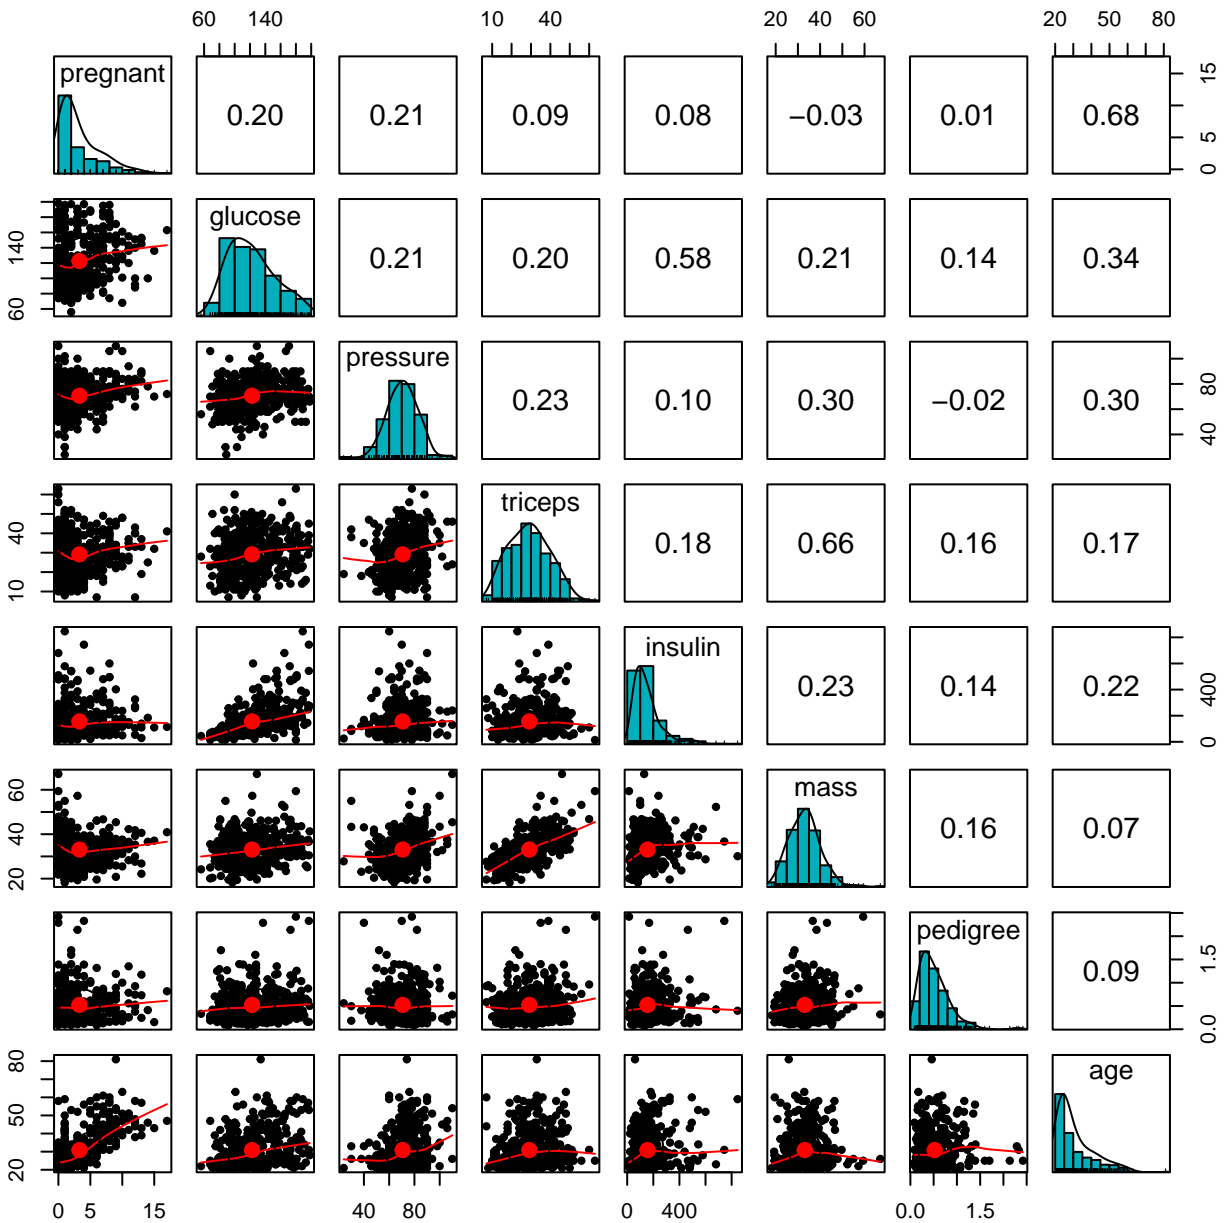 60 140 10 40 20 40 60 20 50 80
pregnant 0.20 0.21 0.09 0.08 −0.03 0.01 0.68 0 5 15
60 140 glucose 0.21 0.20 0.58 0.21 0.14 0.34
pressure 0.23 0.10 0.30 −0.02 0.30 40 80
10 40 triceps 0.18 0.66 0.16 0.17
insulin 0.23 0.14 0.22 0 400
20 40 60 mass 0.16 0.07
pedigree 0.09 0.0 1.5
20 50 80 age
0 5 15 40 80 0 400 0.0 1.5